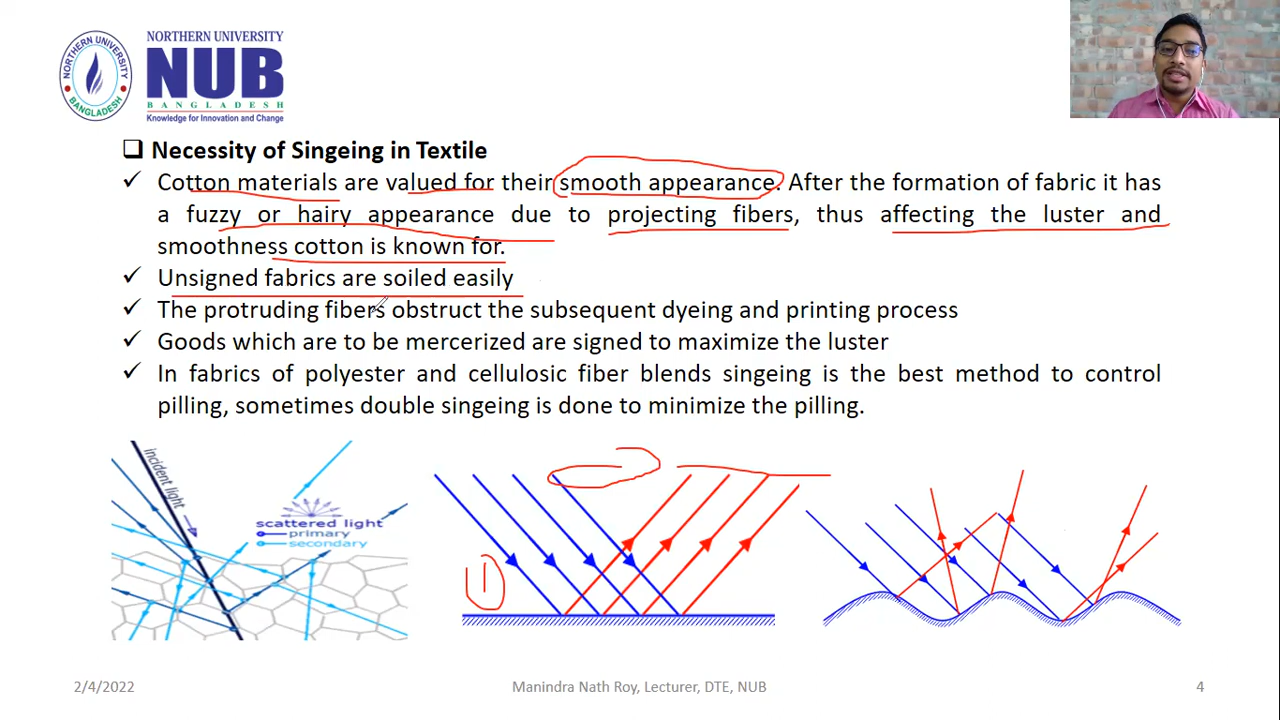 NORTHERN UNIVERSITY
NUB
BANGLADESH
Knowledge for Innovation and Change
NORTHERN UNIVERSITY
BANGLADESH
❑ Necessity of Singeing in Textile
✓ Cotton materials are valued for their smooth appearance. After the formation of fabric it has
a fuzzy or hairy appearance due to projecting fibers, thus affecting the luster and
smoothness cotton is known for.
✓ Unsigned fabrics are soiled easily
✓ The protruding fibers obstruct the subsequent dyeing and printing process
✓ Goods which are to be mercerized are signed to maximize the luster
✓ In fabrics of polyester and cellulosic fiber blends singeing is the best method to control
pilling, sometimes double singeing is done to minimize the pilling.
incident light
scattered light
primary
secondary
1
2/4/2022
Manindra Nath Roy, Lecturer, DTE, NUB
4